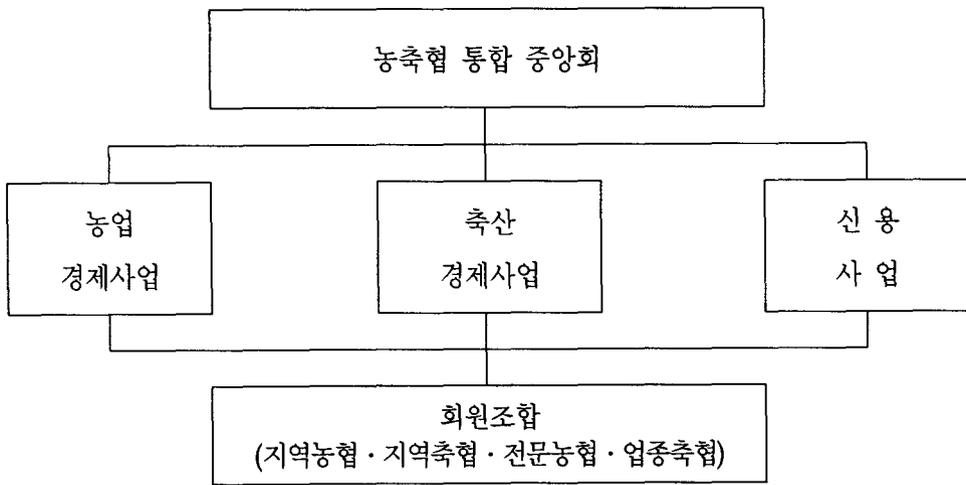 농축협 통합 중앙회
농업
경제사업
축산
경제사업
신 용
사 업
회원조합
(지역농협 · 지역축협 · 전문농협 · 업종축협)